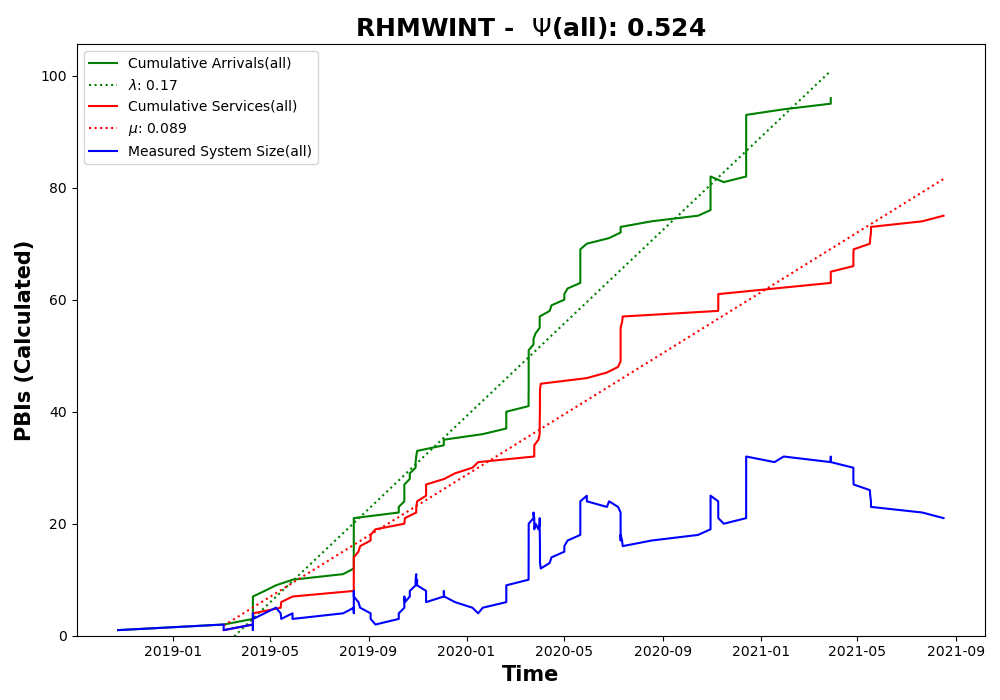 RHMWINT - Ψ(all): 0.524
Cumulative Arrivals(all)
λ: 0.17
Cumulative Services(all)
μ: 0.089
Measured System Size(all)
PBIs (Calculated)
100
80
60
40
20
0
2019-01 2019-05 2019-09 2020-01 2020-05 2020-09 2021-01 2021-05 2021-09
Time